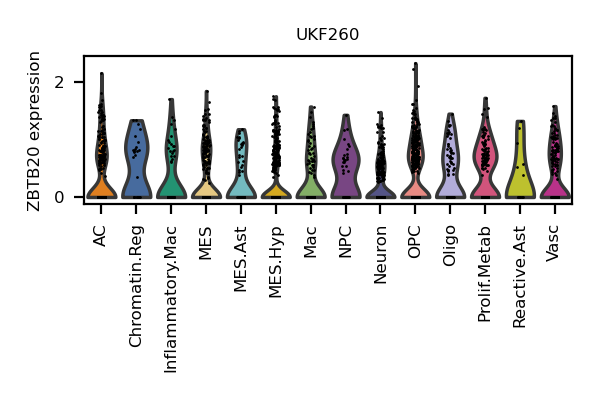 UKF260
ZBTB20 expression
2
0
AC
Chromatin.Reg
Inflammatory.Mac
MES
MES.Ast
MES.Hyp
Mac
NPC
Neuron
OPC
Oligo
Prolif.Metab
Reactive.Ast
Vasc